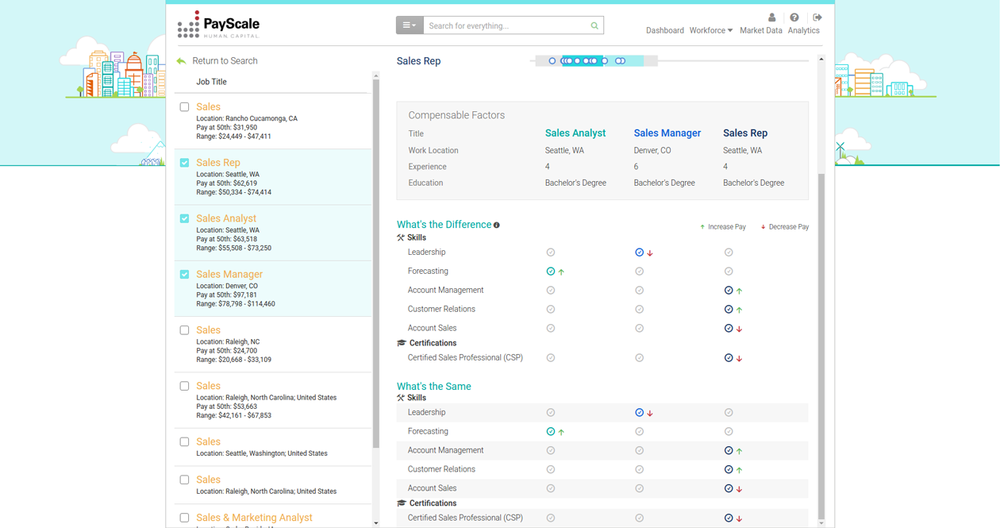 PayScale
HUMAN CAPITAL
Search for everything...
Dashboard Workforce Market Data Analytics
Return to Search
Job Title
Sales
Location: Rancho Cucamonga, CA
Pay at 50th: $31,950
Range: $24,449 - $47,411
Sales Rep
Location: Seattle, WA
Pay at 50th: $62,619
Range: $50,334 - $74,414
Sales Analyst
Location: Seattle, WA
Pay at 50th: $63,518
Range: $55,508 - $73,250
Sales Manager
Location: Denver, CO
Pay at 50th: $97,181
Range: $78,798 - $114,460
Sales
Location: Raleigh, NC
Pay at 50th: $24,700
Range: $20,668 - $33,109
Sales
Location: Raleigh, North Carolina; United States
Pay at 50th: $53,663
Range: $42,161 - $67,853
Sales
Location: Seattle, Washington; United States
Sales
Location: Raleigh, North Carolina; United States
Sales & Marketing Analyst
Sales Rep
Compensable Factors
Title Sales Analyst Sales Manager Sales Rep
Work Location Seattle, WA Denver, CO Seattle, WA
Experience 4 6 4
Education Bachelor's Degree Bachelor's Degree Bachelor's Degree
What's the Difference
Increase Pay Decrease Pay
Skills
Leadership
Forecasting
Account Management
Customer Relations
Account Sales
Certifications
Certified Sales Professional (CSP)
What's the Same
Skills
Leadership
Forecasting
Account Management
Customer Relations
Account Sales
Certifications
Certified Sales Professional (CSP)